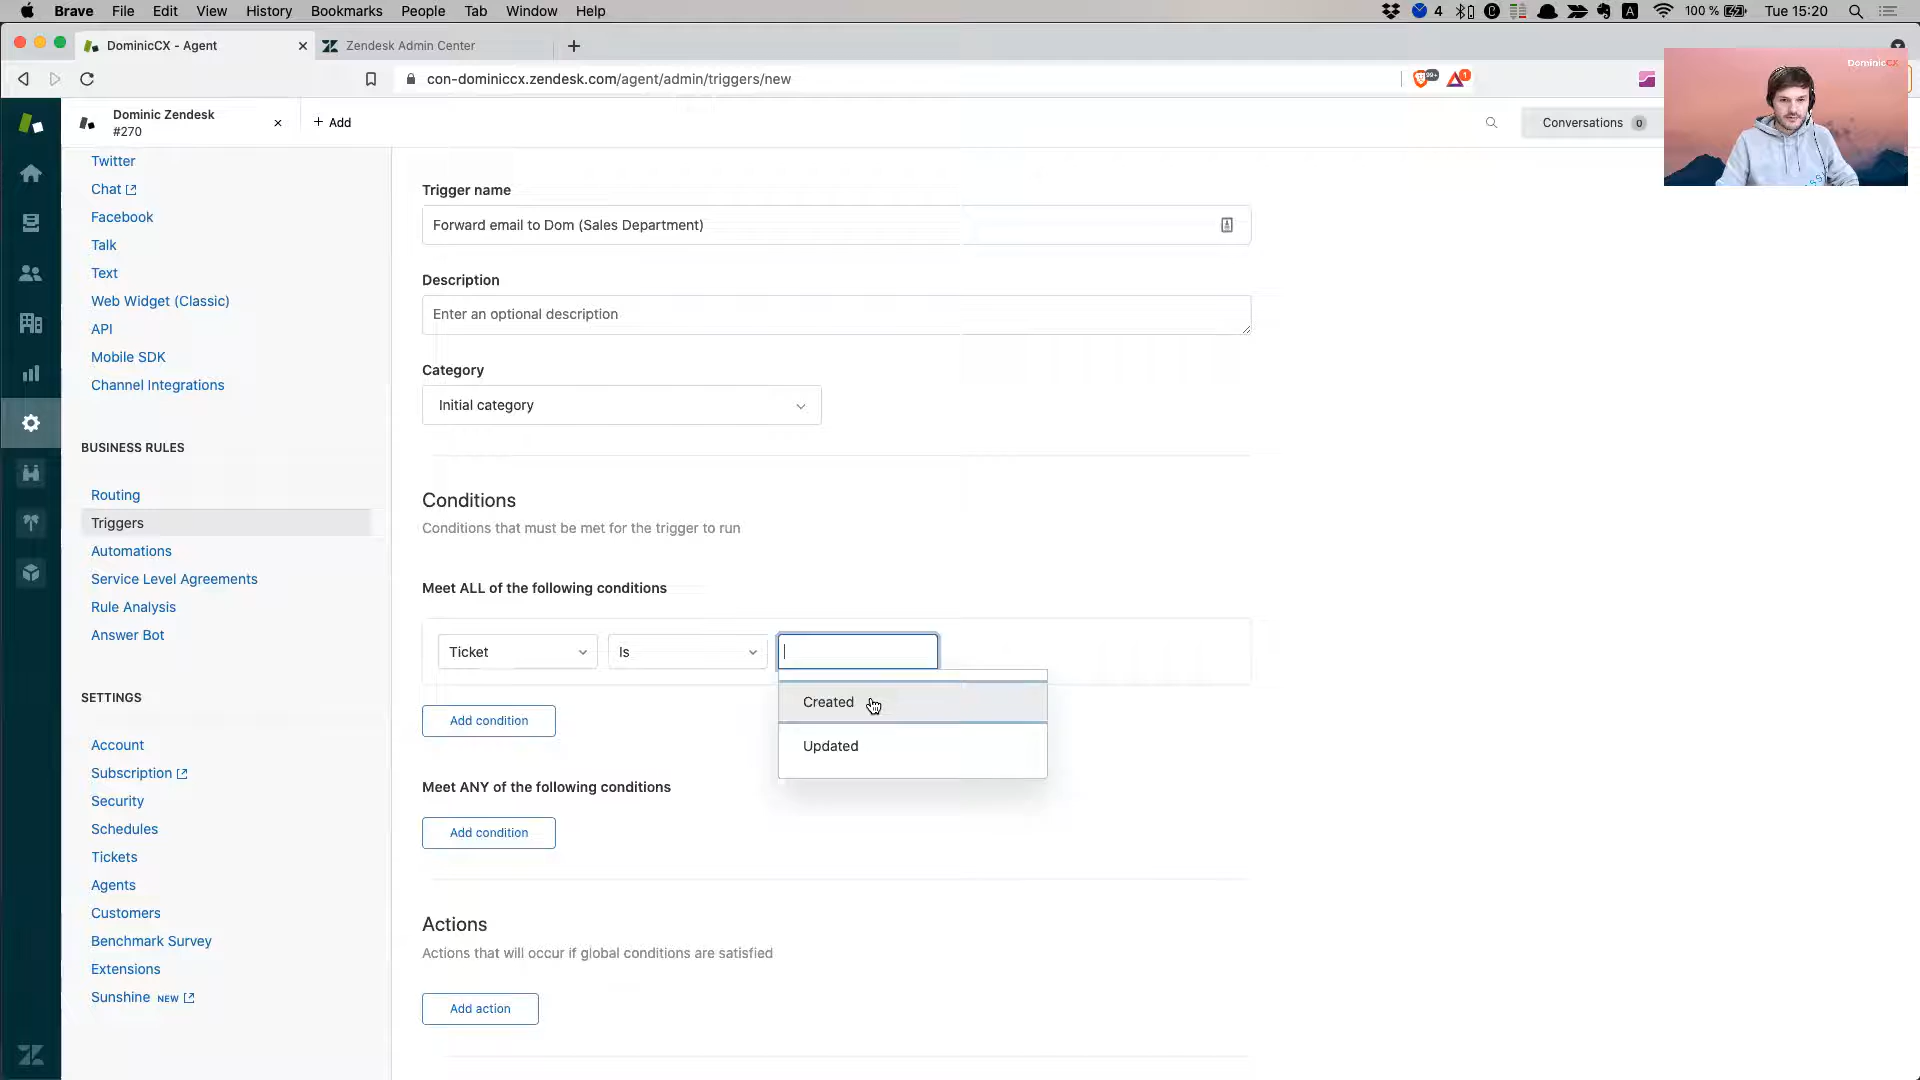 Brave File Edit View History Bookmarks People Tab Window Help 4 A 100 % Tue 15:20
DominicCX - Agent
Zendesk Admin Center
con-dominiccx.zendesk.com/agent/admin/triggers/new
99+
1
DominicCX
Dominic Zendesk
#270
+ Add
Conversations 0
Twitter
Chat
Facebook
Talk
Text
Web Widget (Classic)
API
Mobile SDK
Channel Integrations
BUSINESS RULES
Routing
Triggers
Automations
Service Level Agreements
Rule Analysis
Answer Bot
SETTINGS
Account
Subscription
Security
Schedules
Tickets
Agents
Customers
Benchmark Survey
Extensions
Sunshine NEW
Trigger name
Forward email to Dom (Sales Department)
Description
Enter an optional description
Category
Initial category
Conditions
Conditions that must be met for the trigger to run
Meet ALL of the following conditions
Ticket
Is
Created
Updated
Add condition
Meet ANY of the following conditions
Add condition
Actions
Actions that will occur if global conditions are satisfied
Add action